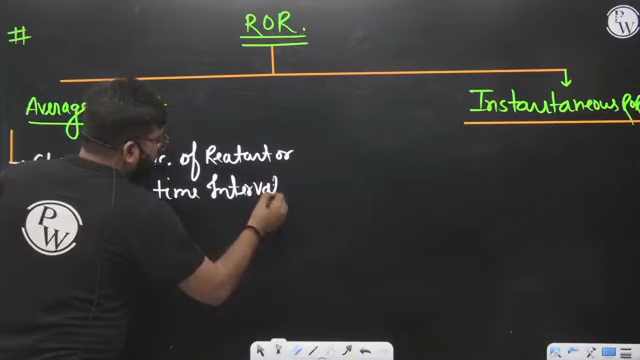 # ROR.
Average
Instantaneous
of Reatant or
time Interval
PW
PW